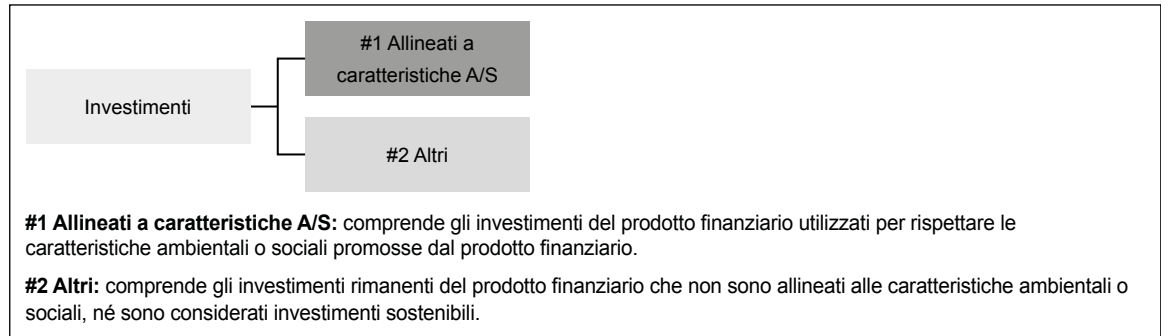 #1 Allineati a
caratteristiche A/S
Investimenti
#2 Altri
#1 Allineati a caratteristiche A/S: comprende gli investimenti del prodotto finanziario utilizzati per rispettare le
caratteristiche ambientali o sociali promosse dal prodotto finanziario.
#2 Altri: comprende gli investimenti rimanenti del prodotto finanziario che non sono allineati alle caratteristiche ambientali o
sociali, né sono considerati investimenti sostenibili.